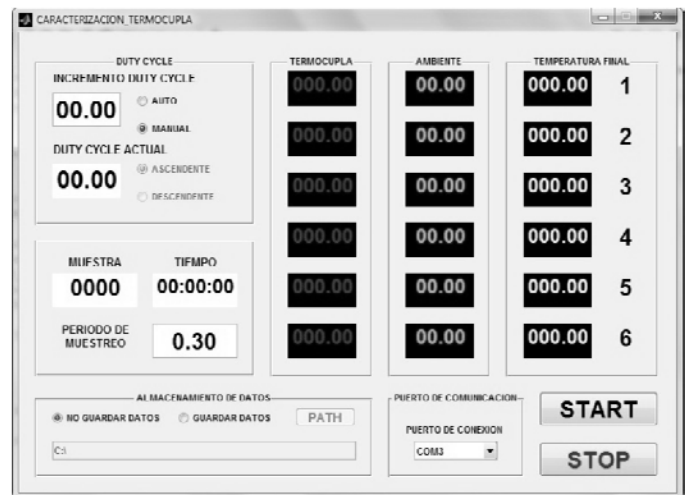 CARACTERIZACION_TERMOCUPLA
DUTY CYCLE
INCREMENTO DUTY CYCLE
00.00
AUTO
MANUAL
DUTY CYCLE ACTUAL
00.00
ASCENDENTE
DESCENDENTE
MUESTRA TIEMPO
0000 00:00:00
PERIODO DE
MUESTREO
0.30
TERMOCUPLA AMBIENTE TEMPERATURA FINAL
000.00 00.00 000.00 1
000.00 00.00 000.00 2
000.00 00.00 000.00 3
000.00 00.00 000.00 4
000.00 00.00 000.00 5
000.00 00.00 000.00 6
ALMACENAMIENTO DE DATOS
NO GUARDAR DATOS GUARDAR DATOS PATH
C:\
PUERTO DE COMUNICACION
PUERTO DE CONEXION
COM3
START
STOP